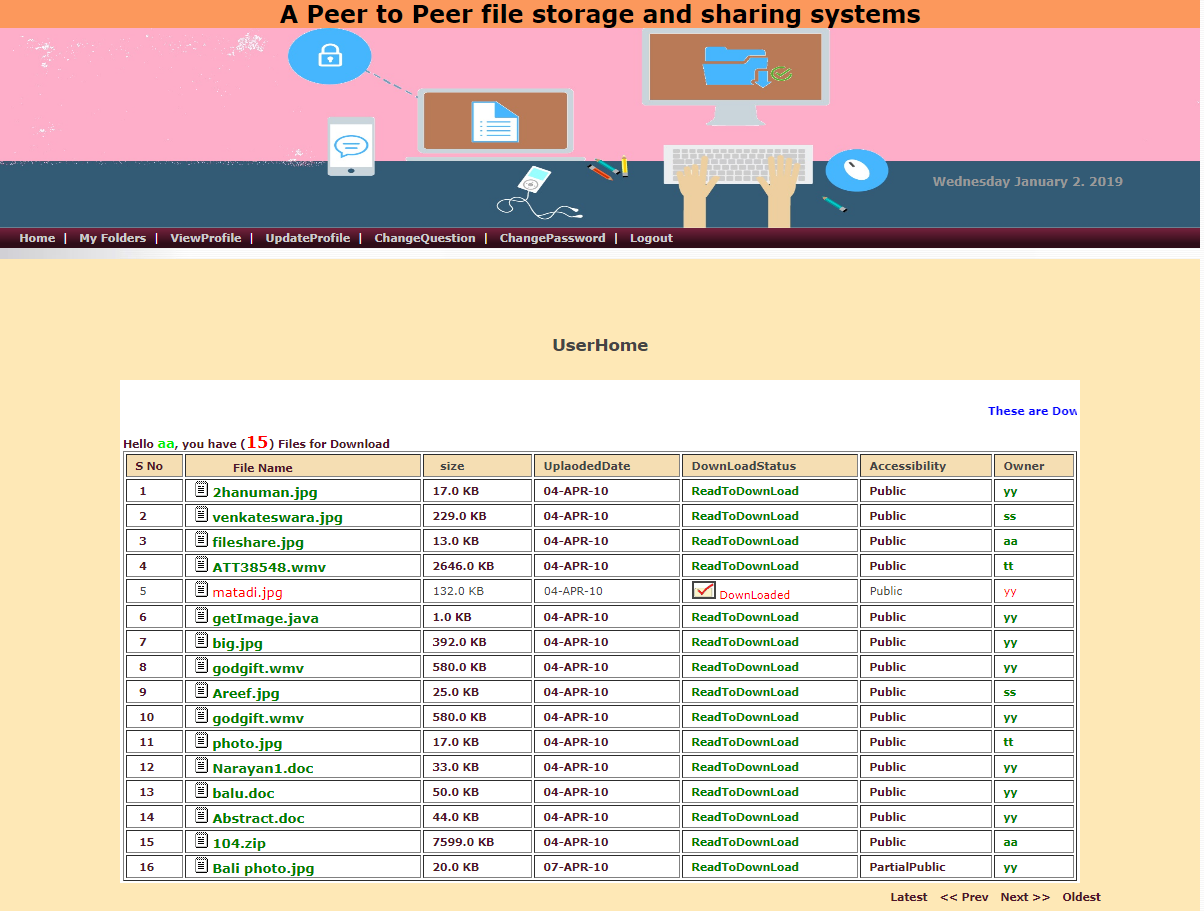 A Peer to Peer file storage and sharing systems
Wednesday January 2. 2019
Home | My Folders | ViewProfile | UpdateProfile | ChangeQuestion | ChangePassword | Logout
UserHome
These are Dow
Hello aa, you have (15) Files for Download
S No File Name size UplaodedDate DownLoadStatus Accessibility Owner
1 2hanuman.jpg 17.0 KB 04-APR-10 ReadToDownLoad Public yy
2 venkateswara.jpg 229.0 KB 04-APR-10 ReadToDownLoad Public ss
3 fileshare.jpg 13.0 KB 04-APR-10 ReadToDownLoad Public aa
4 ATT38548.wmv 2646.0 KB 04-APR-10 ReadToDownLoad Public tt
5 matadi.jpg 132.0 KB 04-APR-10 DownLoaded Public yy
6 getImage.java 1.0 KB 04-APR-10 ReadToDownLoad Public yy
7 big.jpg 392.0 KB 04-APR-10 ReadToDownLoad Public yy
8 godgift.wmv 580.0 KB 04-APR-10 ReadToDownLoad Public yy
9 Areef.jpg 25.0 KB 04-APR-10 ReadToDownLoad Public ss
10 godgift.wmv 580.0 KB 04-APR-10 ReadToDownLoad Public yy
11 photo.jpg 17.0 KB 04-APR-10 ReadToDownLoad Public tt
12 Narayan1.doc 33.0 KB 04-APR-10 ReadToDownLoad Public yy
13 balu.doc 50.0 KB 04-APR-10 ReadToDownLoad Public yy
14 Abstract.doc 44.0 KB 04-APR-10 ReadToDownLoad Public yy
15 104.zip 7599.0 KB 04-APR-10 ReadToDownLoad Public aa
16 Bali photo.jpg 20.0 KB 07-APR-10 ReadToDownLoad PartialPublic yy
Latest << Prev Next >> Oldest